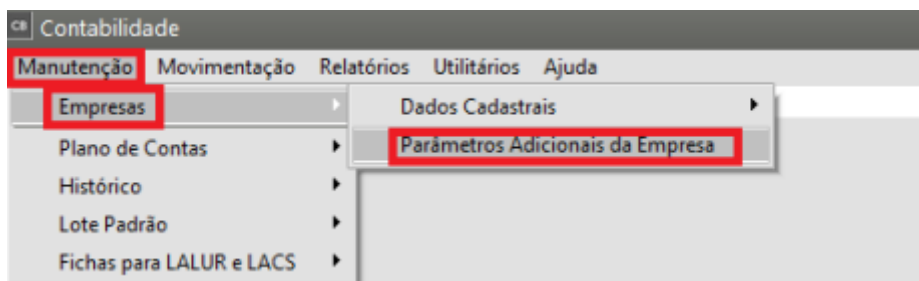 CB Contabilidade
Manutenção Movimentação Relatórios Utilitários Ajuda
Empresas Dados Cadastrais
Parâmetros Adicionais da Empresa
Plano de Contas
Histórico
Lote Padrão
Fichas para LALUR e LACS